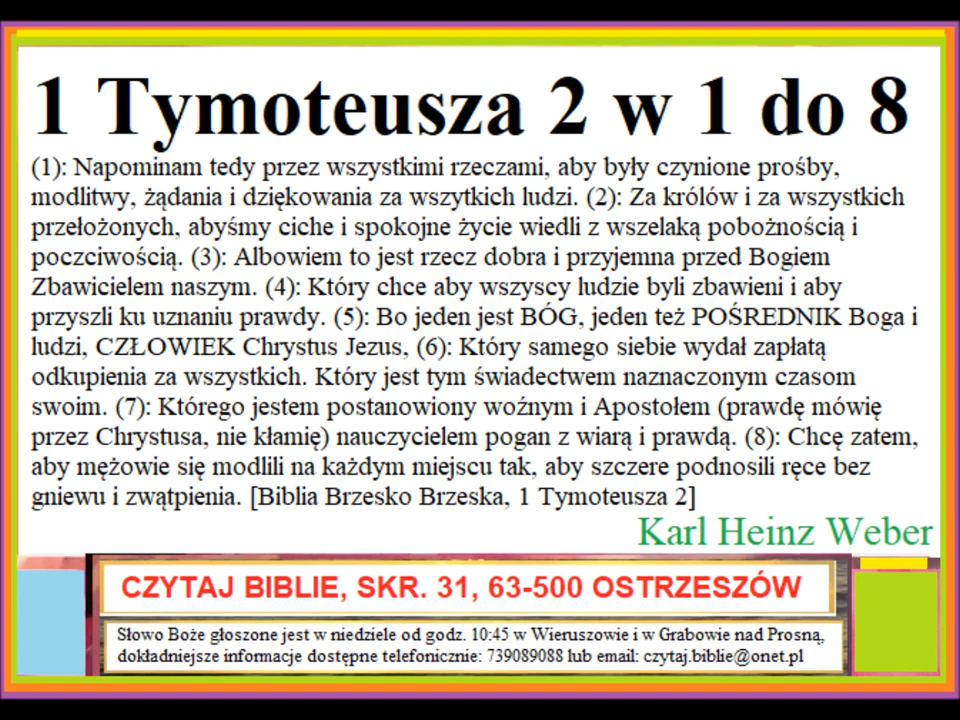 1 Tymoteusza 2 w 1 do 8
(1): Napominam tedy przez wszystkimi rzeczami, aby były czynione prośby,
modlitwy, żądania i dziękowania za wszytkich ludzi. (2): Za królów i za wszystkich
przełożonych, abyśmy ciche i spokojne życie wiedli z wszelaką pobożnością i
poczciwością. (3): Albowiem to jest rzecz dobra i przyjemna przed Bogiem
Zbawicielem naszym. (4): Który chce aby wszyscy ludzie byli zbawieni i aby
przyszli ku uznaniu prawdy. (5): Bo jeden jest BÓG, jeden też POŚREDNIK Boga i
ludzi, CZŁOWIEK Chrystus Jezus, (6): Który samego siebie wydał zapłatą
odkupienia za wszystkich. Który jest tym świadectwem naznaczonym czasom
swoim. (7): Którego jestem postanowiony woźnym i Apostołem (prawdę mówię
przez Chrystusa, nie kłamię) nauczycielem pogan z wiarą i prawdą. (8): Chcę zatem,
aby mężowie się modlili na każdym miejscu tak, aby szczere podnosili ręce bez
gniewu i zwątpienia. [Biblia Brzesko Brzeska, 1 Tymoteusza 2]
Karl Heinz Weber
CZYTAJ BIBLIE, SKR. 31, 63-500 OSTRZESZÓW
Słowo Boże głoszone jest w niedziele od godz. 10:45 w Wieruszowie i w Grabowie nad Prosną,
dokładniejsze informacje dostępne telefonicznie: 739089088 lub email: czytaj.biblie@onet.pl